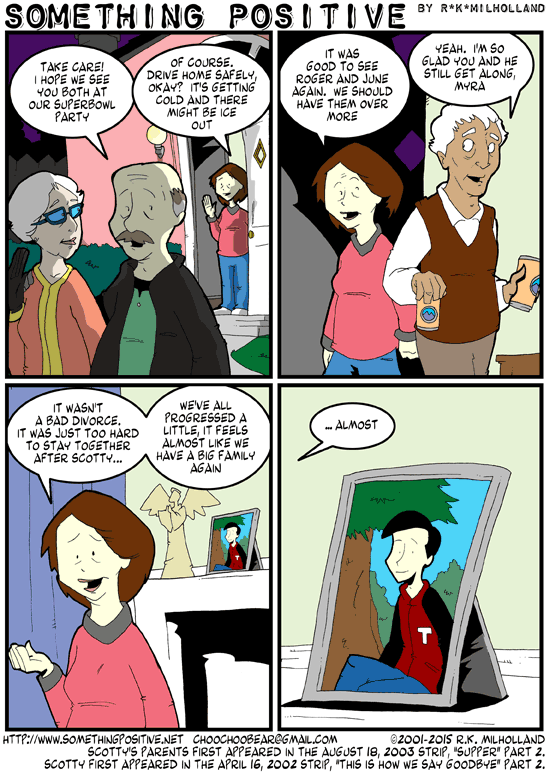 SOMETHING POSITIVE BY R*K*MILHOLLAND
TAKE CARE!
I HOPE WE SEE
YOU BOTH AT
OUR SUPERBOWL
PARTY
OF COURSE.
DRIVE HOME SAFELY,
OKAY? IT'S GETTING
COLD AND THERE
MIGHT BE ICE
OUT
IT WAS
GOOD TO SEE
ROGER AND JUNE
AGAIN. WE SHOULD
HAVE THEM OVER
MORE
YEAH. I'M SO
GLAD YOU AND HE
STILL GET ALONG,
MYRA
IT WASN'T
A BAD DIVORCE.
IT WAS JUST TOO HARD
TO STAY TOGETHER
AFTER SCOTTY...
WE'VE ALL
PROGRESSED A
LITTLE, IT FEELS
ALMOST LIKE WE
HAVE A BIG FAMILY
AGAIN
... ALMOST
T
HTTP://WWW.SOMETHINGPOSITIVE.NET CHOOCHOOBEAR@GMAIL.COM ©2001-2015 R.K. MILHOLLAND
SCOTTY'S PARENTS FIRST APPEARED IN THE AUGUST 18, 2003 STRIP, "SUPPER" PART 2.
SCOTTY FIRST APPEARED IN THE APRIL 16, 2002 STRIP, "THIS IS HOW WE SAY GOODBYE" PART 2.